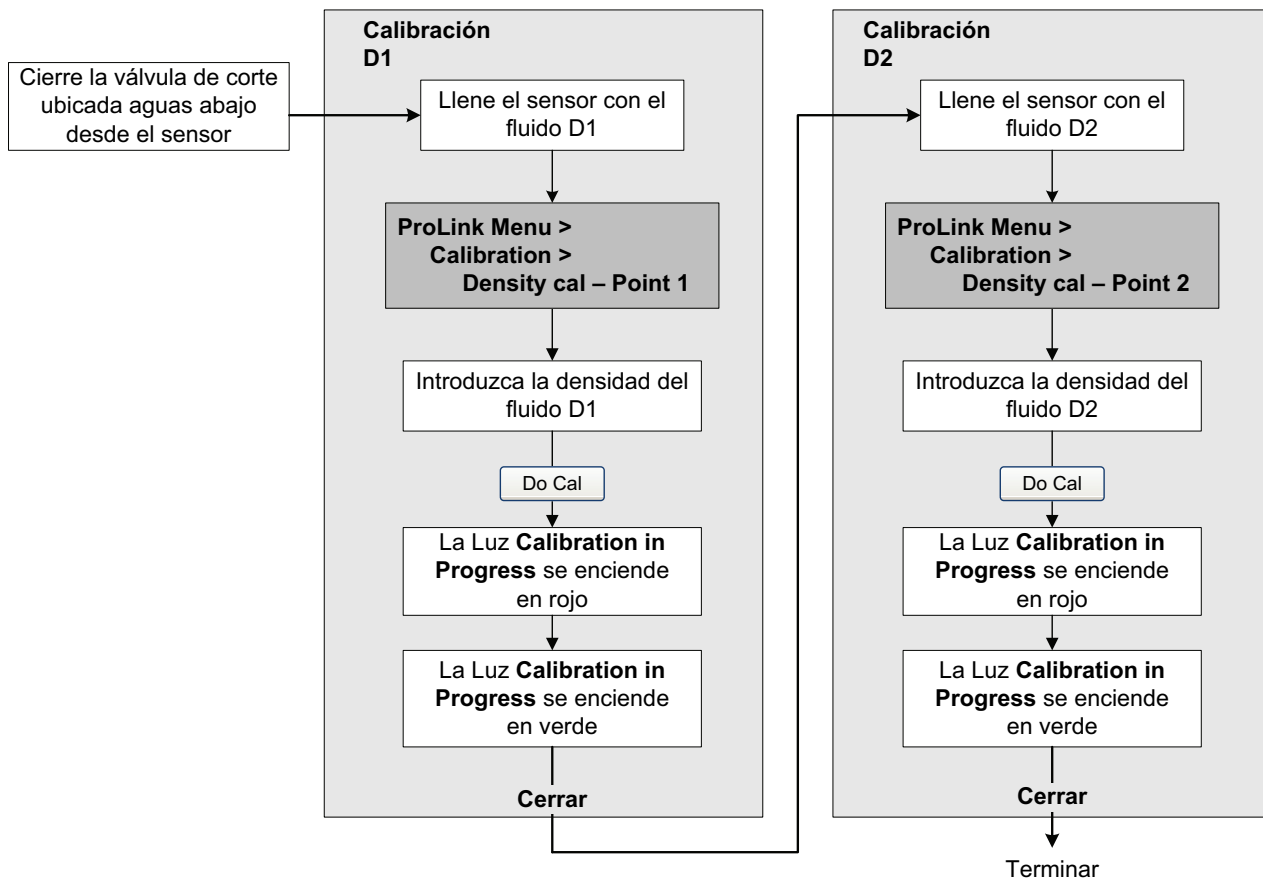 Cierre la válvula de corte
ubicada aguas abajo
desde el sensor
Calibración
D1
Llene el sensor con el
fluido D1
ProLink Menu >
Calibration >
Density cal – Point 1
Introduzca la densidad del
fluido D1
Do Cal
La Luz Calibration in
Progress se enciende
en rojo
La Luz Calibration in
Progress se enciende
en verde
Cerrar
Calibración
D2
Llene el sensor con el
fluido D2
ProLink Menu >
Calibration >
Density cal – Point 2
Introduzca la densidad del
fluido D2
Do Cal
La Luz Calibration in
Progress se enciende
en rojo
La Luz Calibration in
Progress se enciende
en verde
Cerrar
Terminar